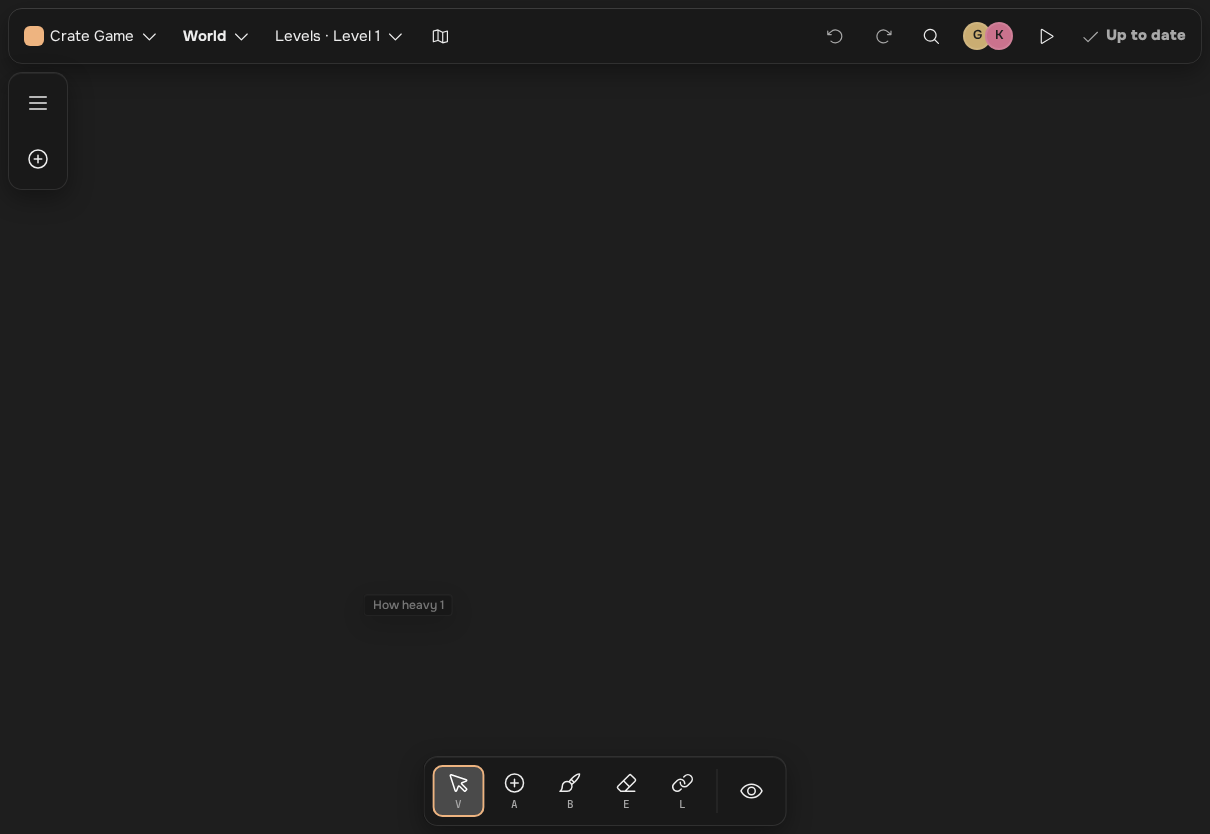 Crate Game
World
Levels · Level 1
G
K
Up to date
How heavy 1
V
A
B
E
L